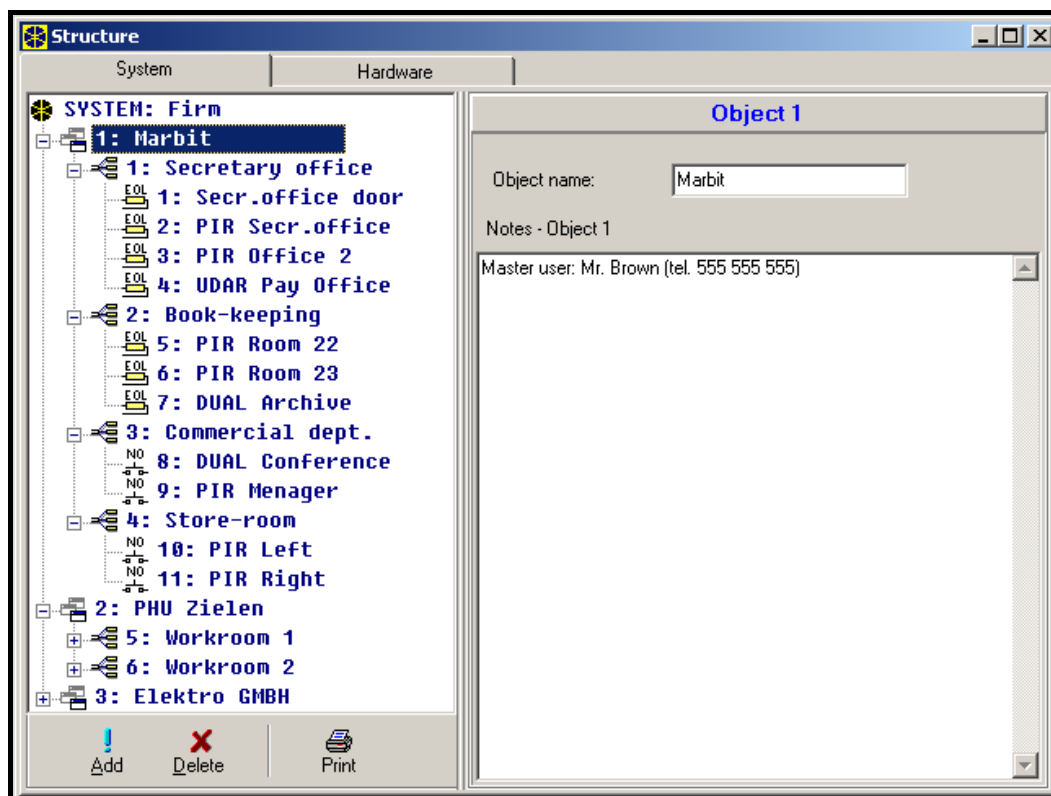 Structure
System
Hardware
SYSTEM: Firm
1: Marbit
1: Secretary office
EOL 1: Secr.office door
EOL 2: PIR Secr.office
EOL 3: PIR Office 2
EOL 4: UDAR Pay Office
2: Book-keeping
EOL 5: PIR Room 22
EOL 6: PIR Room 23
EOL 7: DUAL Archive
3: Commercial dept.
NO 8: DUAL Conference
NO 9: PIR Menager
4: Store-room
NO 10: PIR Left
NO 11: PIR Right
2: PHU Zielen
5: Workroom 1
6: Workroom 2
3: Elektro GMBH
Add
Delete
Print
Object 1
Object name: Marbit
Notes - Object 1
Master user: Mr. Brown (tel. 555 555 555)